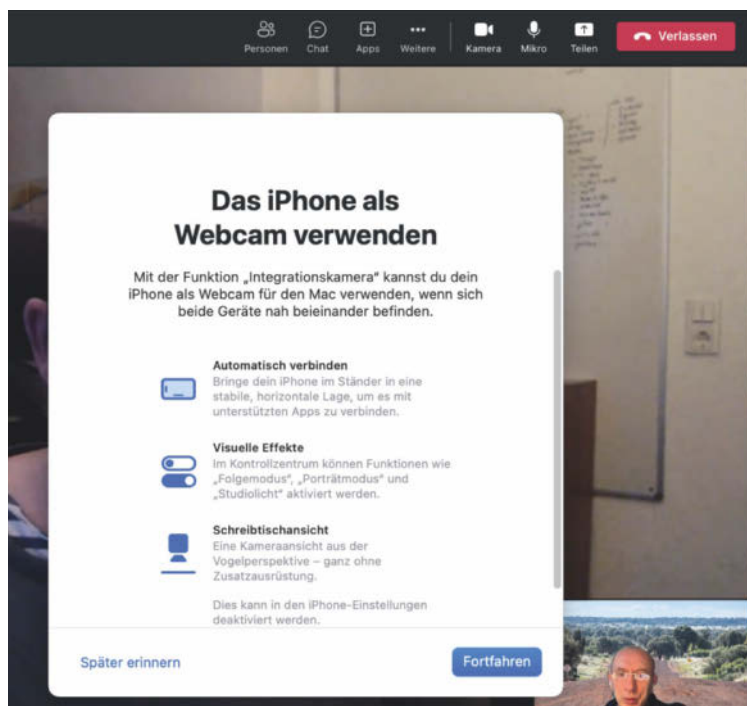 Personen Chat Apps Weitere Kamera Mikro Teilen Verlassen
Das iPhone als
Webcam verwenden
Mit der Funktion „Integrationskamera“ kannst du dein
iPhone als Webcam für den Mac verwenden, wenn sich
beide Geräte nah beieinander befinden.
Automatisch verbinden
Bringe dein iPhone im Ständer in eine
stabile, horizontale Lage, um es mit
unterstützten Apps zu verbinden.
Visuelle Effekte
Im Kontrollzentrum können Funktionen wie
„Folgemodus“, „Porträtmodus“ und
„Studiolicht“ aktiviert werden.
Schreibtischansicht
Eine Kameraansicht aus der
Vogelperspektive – ganz ohne
Zusatzausrüstung.
Dies kann in den iPhone-Einstellungen
deaktiviert werden.
Später erinnern Fortfahren